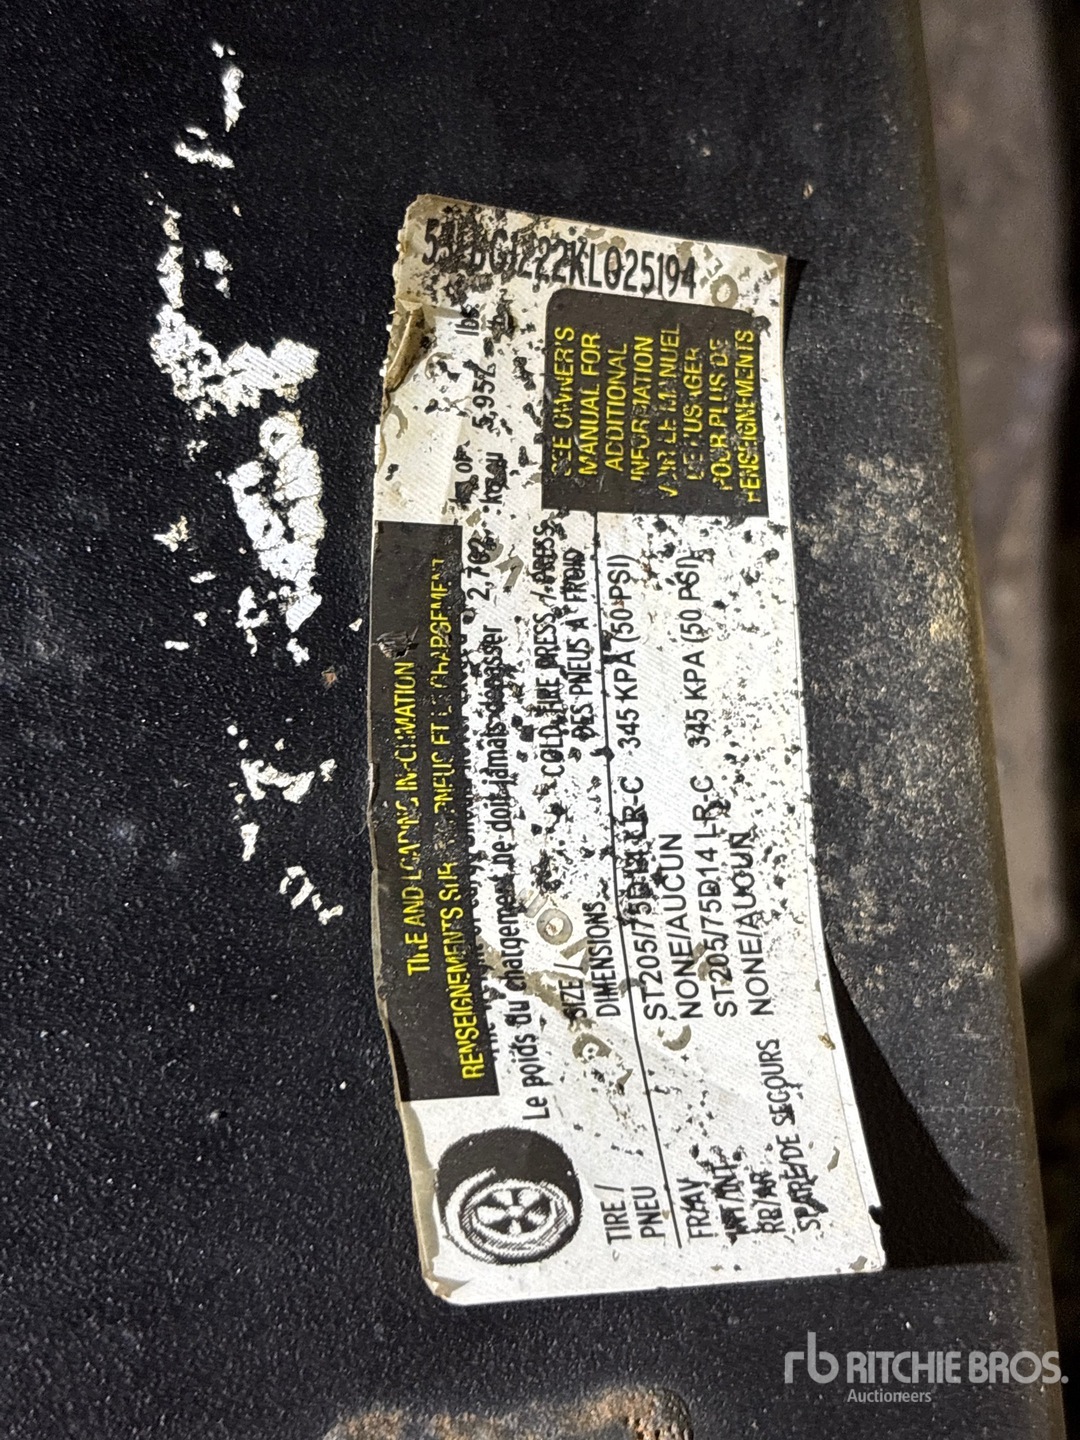 TIRE AND LOADING INFORMATION
RENSEIGNEMENTS SUR PNEUS ET LE CHARGEMENT
Le poids du chargement ne doit jamais dépasser 2,702 kg or ou 5,957 lbs
TIRE / PNEU
SIZE / DIMENSIONS
COLD TIRE PRESS / PRESS. DES PNEUS A FROID
FR/AV ST205/75D14 LR-C 345 KPA (50 PSI)
NONE/AUCUN
ST205/75D14 LR-C 345 KPA (50 PSI)
RR/AR NONE/AUCUN
SPARE/DE SECOURS
SEE OWNER'S
MANUAL FOR
ADDITIONAL
INFORMATION
VOIR LE MANUEL
DE L'USAGER
POUR PLUS DE
RENSEIGNEMENTS
rb RITCHIE BROS.
Auctioneers